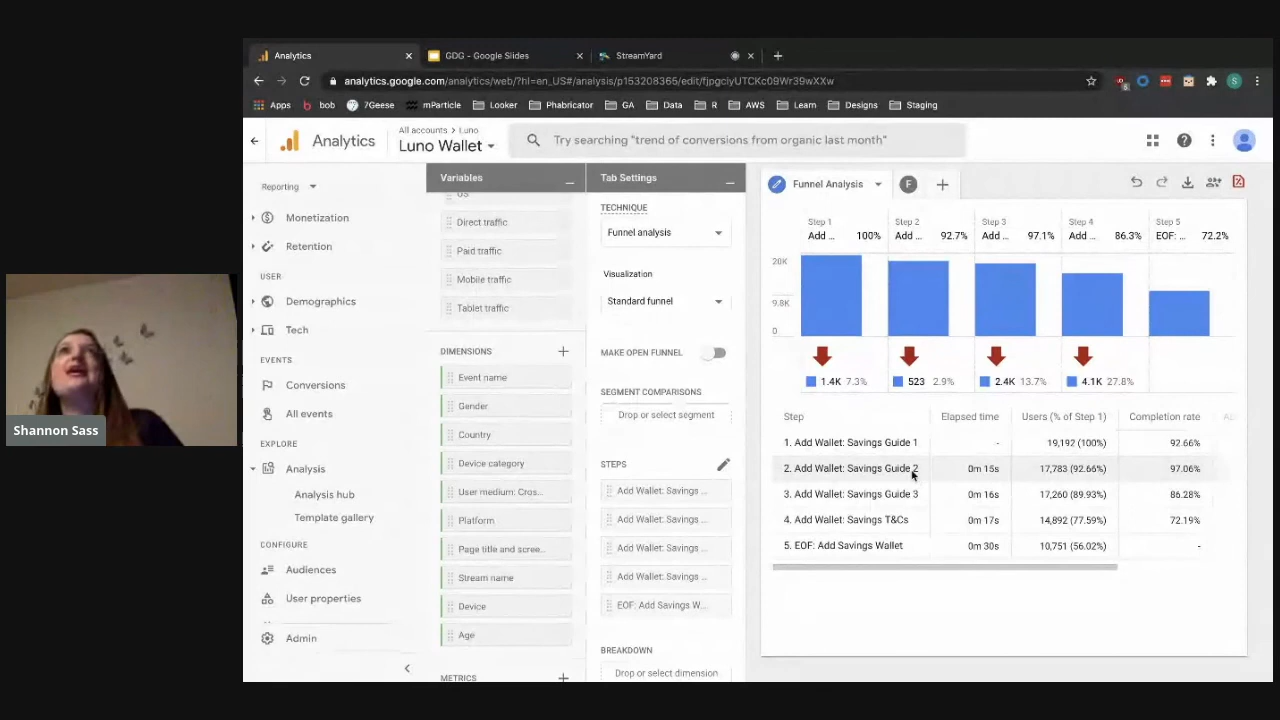 Analytics
GDG - Google Slides
StreamYard
analytics.google.com/analytics/web/?hl=en_US#/analysis/p153208365/edit/fjpgciyUTCKc09Wr39wXXw
Apps
bob
7Geese
mParticle
Looker
Phabricator
GA
Data
R
AWS
Learn
Designs
Staging
Analytics
All accounts > Luno
Luno Wallet
Try searching "trend of conversions from organic last month"
Reporting
Monetization
Retention
USER
Demographics
Tech
EVENTS
Conversions
All events
EXPLORE
Analysis
Analysis hub
Template gallery
CONFIGURE
Audiences
User properties
Admin
Variables
US
Direct traffic
Paid traffic
Mobile traffic
Tablet traffic
DIMENSIONS
Event name
Gender
Country
Device category
User medium: Cros...
Platform
Page title and scree...
Stream name
Device
Age
METRICS
Tab Settings
TECHNIQUE
Funnel analysis
Visualization
Standard funnel
MAKE OPEN FUNNEL
SEGMENT COMPARISONS
Drop or select segment
STEPS
Add Wallet: Savings ...
Add Wallet: Savings ...
Add Wallet: Savings ...
Add Wallet: Savings ...
EOF: Add Savings W...
BREAKDOWN
Drop or select dimension
Funnel Analysis
F
Step 1 Step 2 Step 3 Step 4 Step 5
Add ... 100% Add ... 92.7% Add ... 97.1% Add ... 86.3% EOF: ... 72.2%
20K
9.8K
0
1.4K 7.3% 523 2.9% 2.4K 13.7% 4.1K 27.8%
Step Elapsed time Users (% of Step 1) Completion rate
1. Add Wallet: Savings Guide 1 - 19,192 (100%) 92.66%
2. Add Wallet: Savings Guide 2 0m 15s 17,783 (92.66%) 97.06%
3. Add Wallet: Savings Guide 3 0m 16s 17,260 (89.93%) 86.28%
4. Add Wallet: Savings T&Cs 0m 17s 14,892 (77.59%) 72.19%
5. EOF: Add Savings Wallet 0m 30s 10,751 (56.02%) -
Shannon Sass